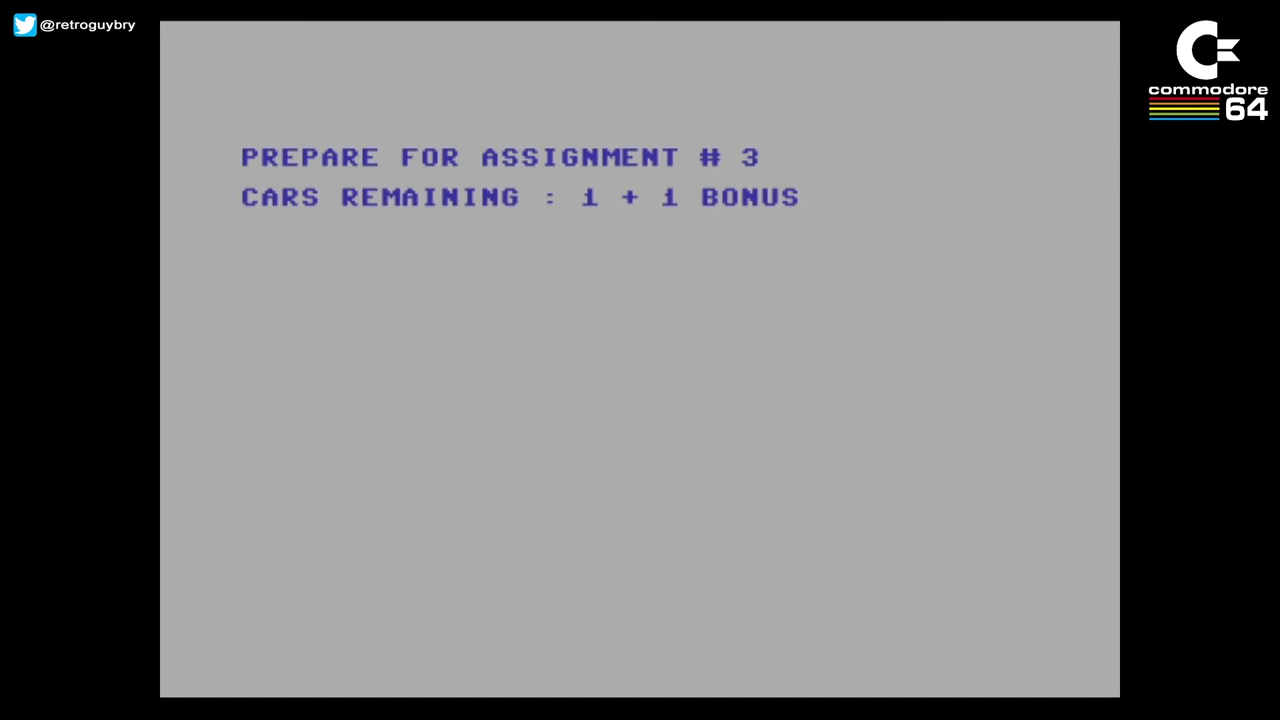 @retroguybry
commodore
64
PREPARE FOR ASSIGNMENT # 3
CARS REMAINING : 1 + 1 BONUS